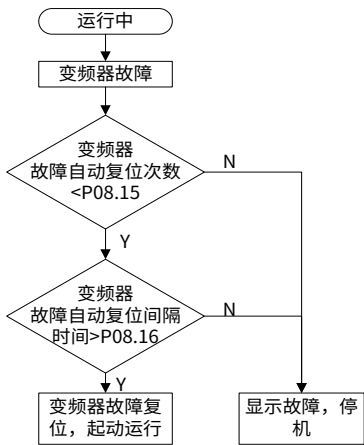 运行中
变频器故障
变频器
故障自动复位次数
<P08.15
N
Y
变频器
故障自动复位间隔
时间>P08.16
N
Y
变频器故障复
位，起动运行
显示故障，停
机